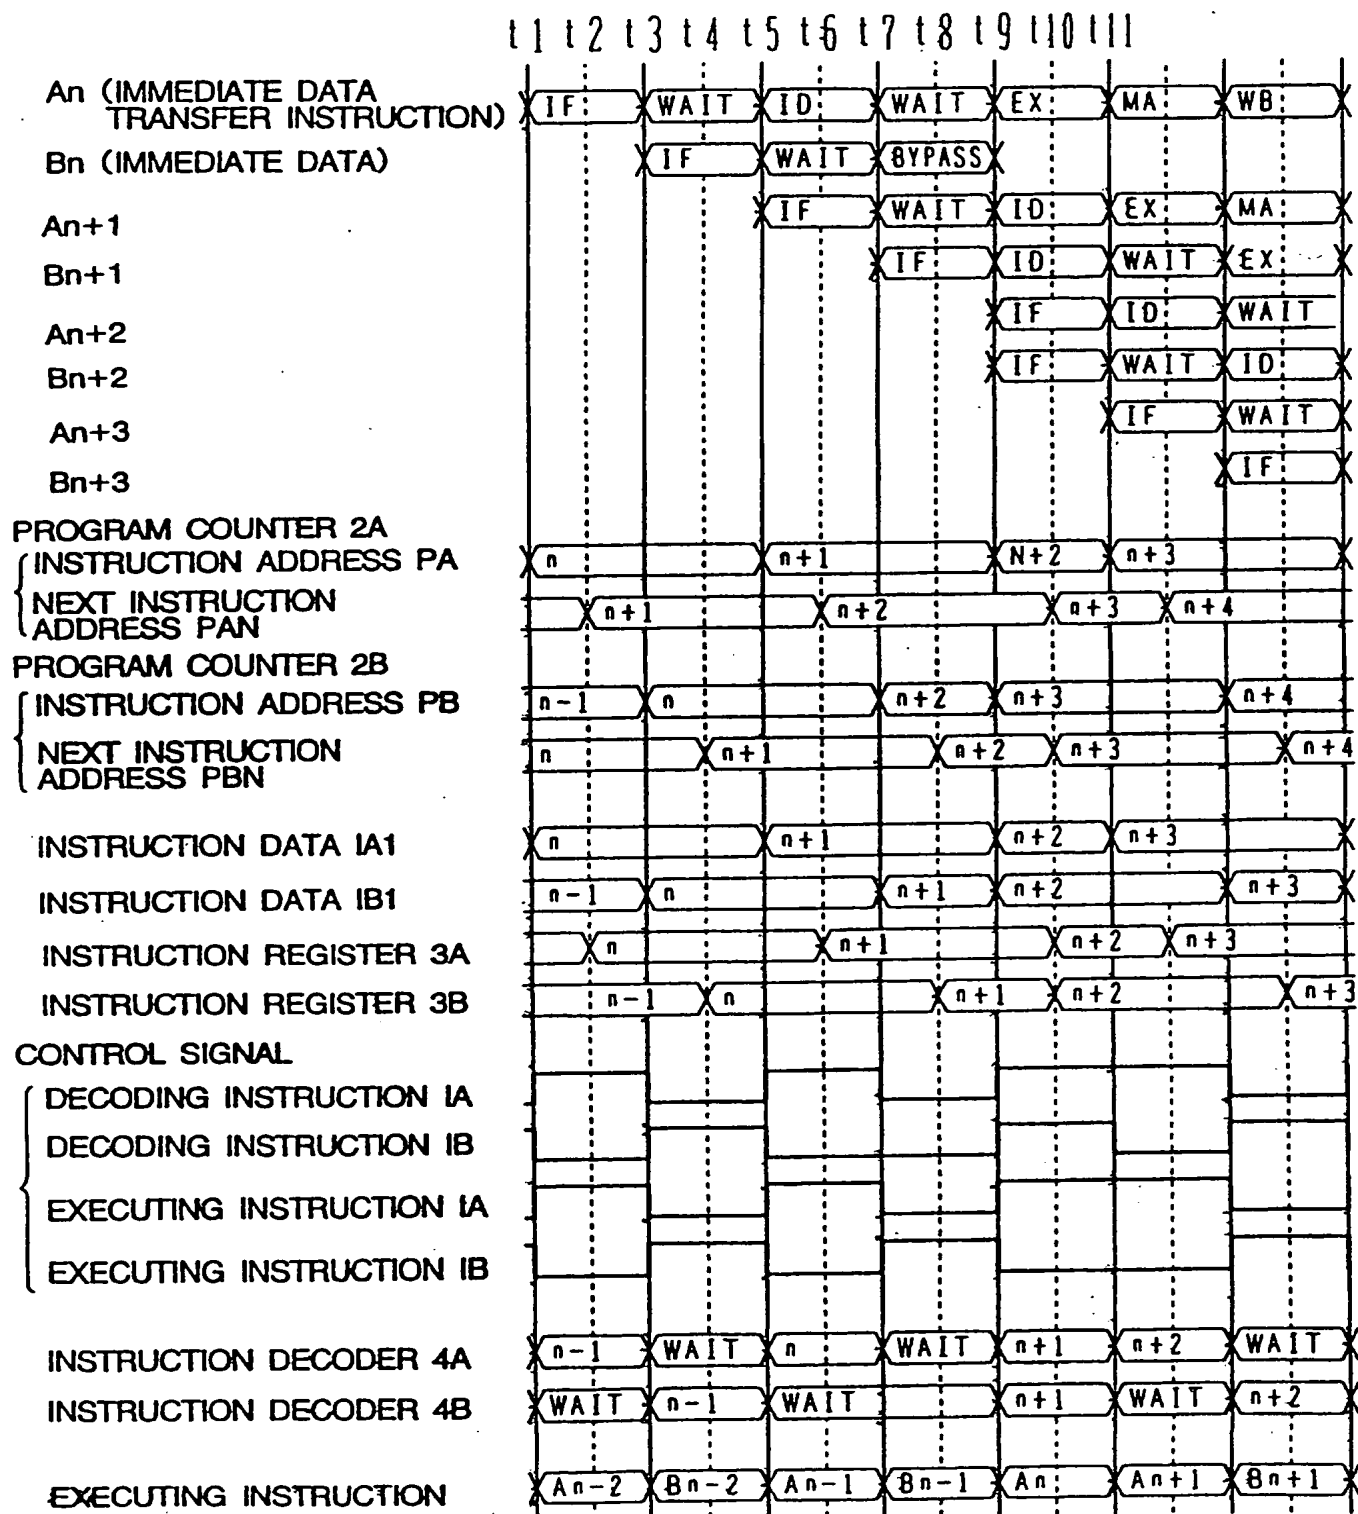 t1 t2 t3 t4 t5 t6 t7 t8 t9 t10 t11
An (IMMEDIATE DATA
TRANSFER INSTRUCTION) IF WAIT ID WAIT EX MA WB
Bn (IMMEDIATE DATA) IF WAIT BYPASS
An+1 IF WAIT ID EX MA
Bn+1 IF ID WAIT EX
An+2 IF ID WAIT
Bn+2 IF WAIT ID
An+3 IF WAIT
Bn+3 IF
PROGRAM COUNTER 2A
INSTRUCTION ADDRESS PA n n+1 N+2 n+3
NEXT INSTRUCTION
ADDRESS PAN n+1 n+2 n+3 n+4
PROGRAM COUNTER 2B
INSTRUCTION ADDRESS PB n-1 n n+2 n+3 n+4
NEXT INSTRUCTION
ADDRESS PBN n n+1 n+2 n+3 n+4
INSTRUCTION DATA IA1 n n+1 n+2 n+3
INSTRUCTION DATA IB1 n-1 n n+1 n+2 n+3
INSTRUCTION REGISTER 3A n n+1 n+2 n+3
INSTRUCTION REGISTER 3B n-1 n n+1 n+2 n+3
CONTROL SIGNAL
DECODING INSTRUCTION IA
DECODING INSTRUCTION IB
EXECUTING INSTRUCTION IA
EXECUTING INSTRUCTION IB
INSTRUCTION DECODER 4A n-1 WAIT n WAIT n+1 n+2 WAIT
INSTRUCTION DECODER 4B WAIT n-1 WAIT n+1 WAIT n+2
EXECUTING INSTRUCTION An-2 Bn-2 An-1 Bn-1 An An+1 Bn+1